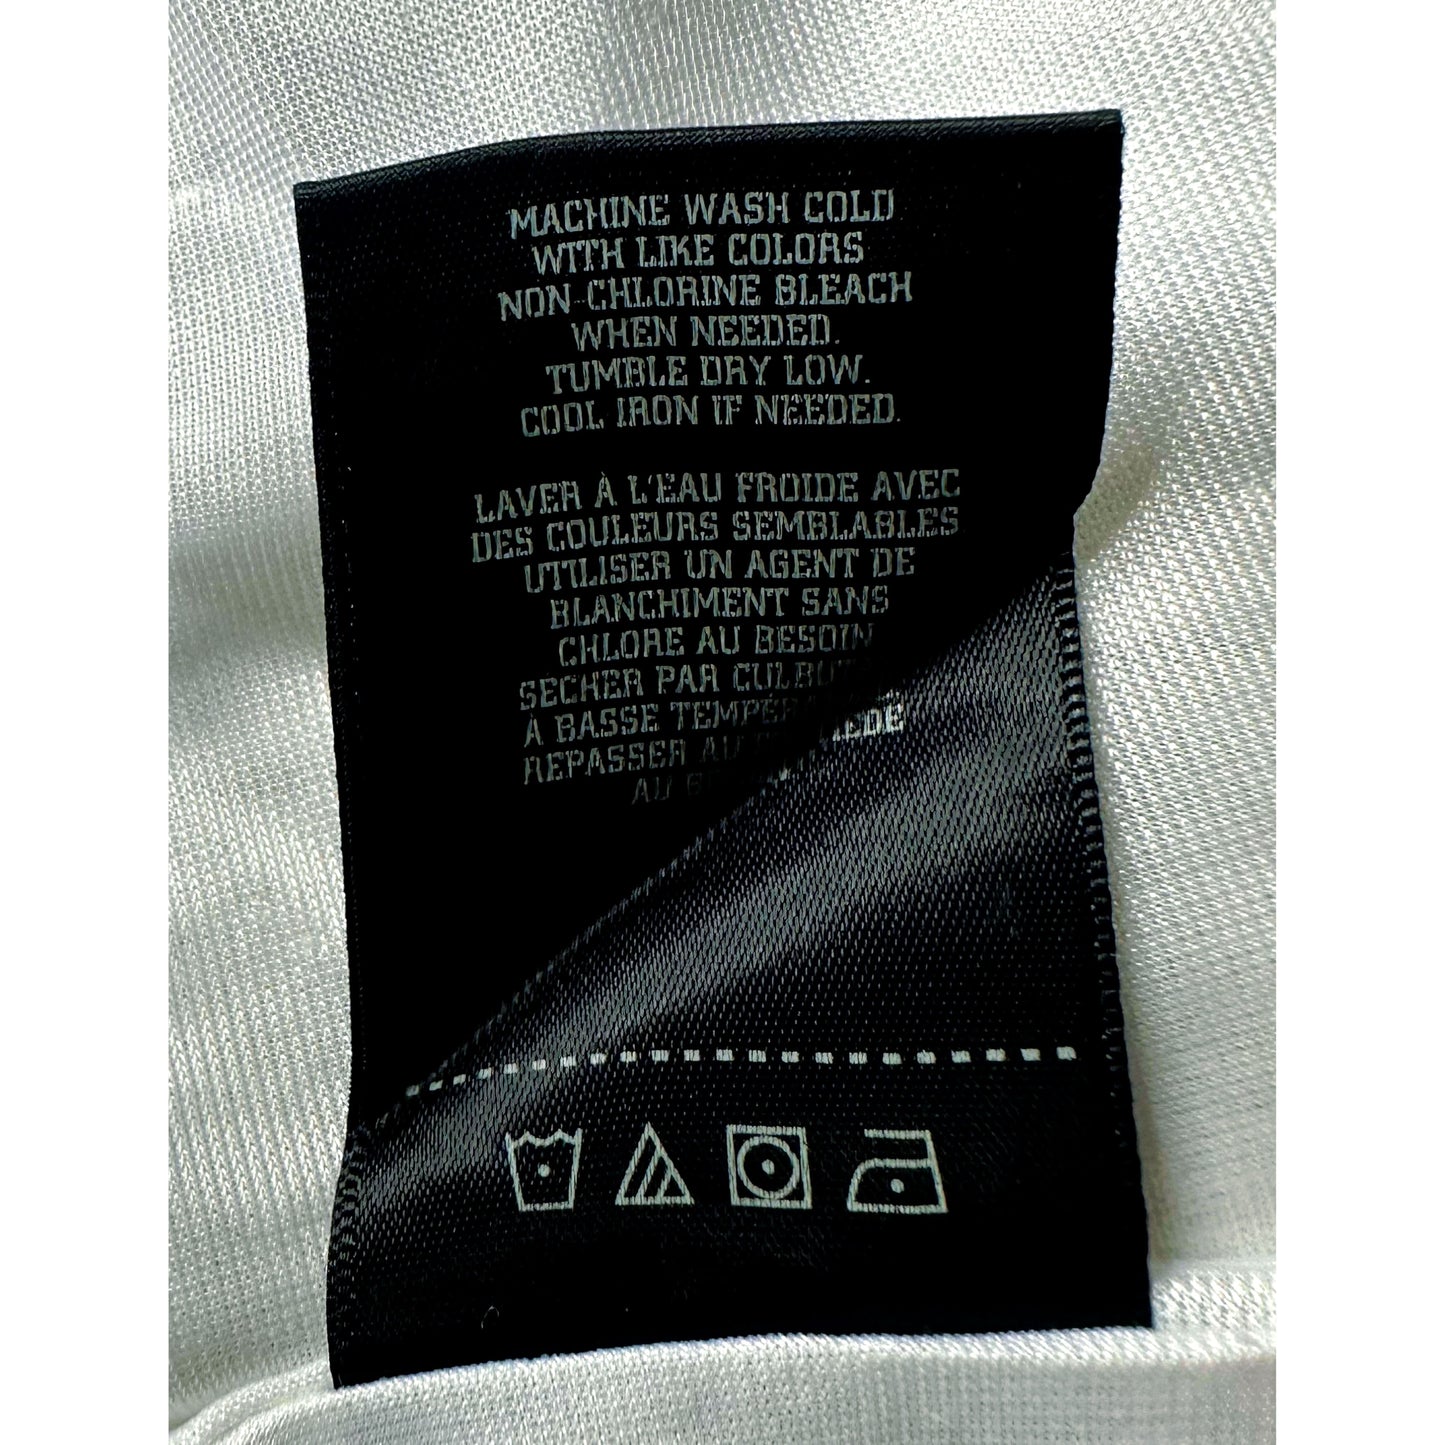 MACHINE WASH COLD
WITH LIKE COLORS
NON-CHLORINE BLEACH
WHEN NEEDED.
TUMBLE DRY LOW.
COOL IRON IF NEEDED.
LAVER À L'EAU FROIDE AVEC
DES COULEURS SEMBLABLES
UTILISER UN AGENT DE
BLANCHIMENT SANS
CHLORE AU BESOIN
SECHER PAR
À BASSE
REPASSER AU
AU